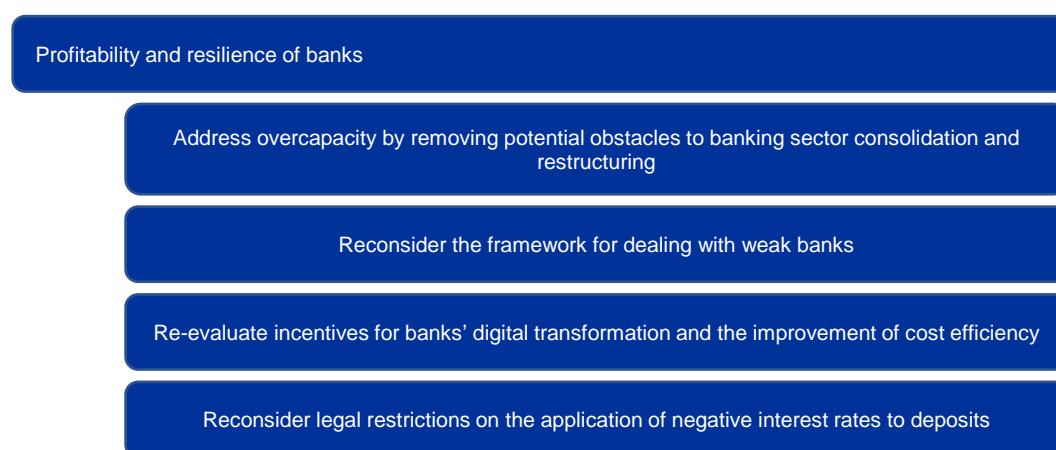 Profitability and resilience of banks
Address overcapacity by removing potential obstacles to banking sector consolidation and
restructuring
Reconsider the framework for dealing with weak banks
Re-evaluate incentives for banks’ digital transformation and the improvement of cost efficiency
Reconsider legal restrictions on the application of negative interest rates to deposits